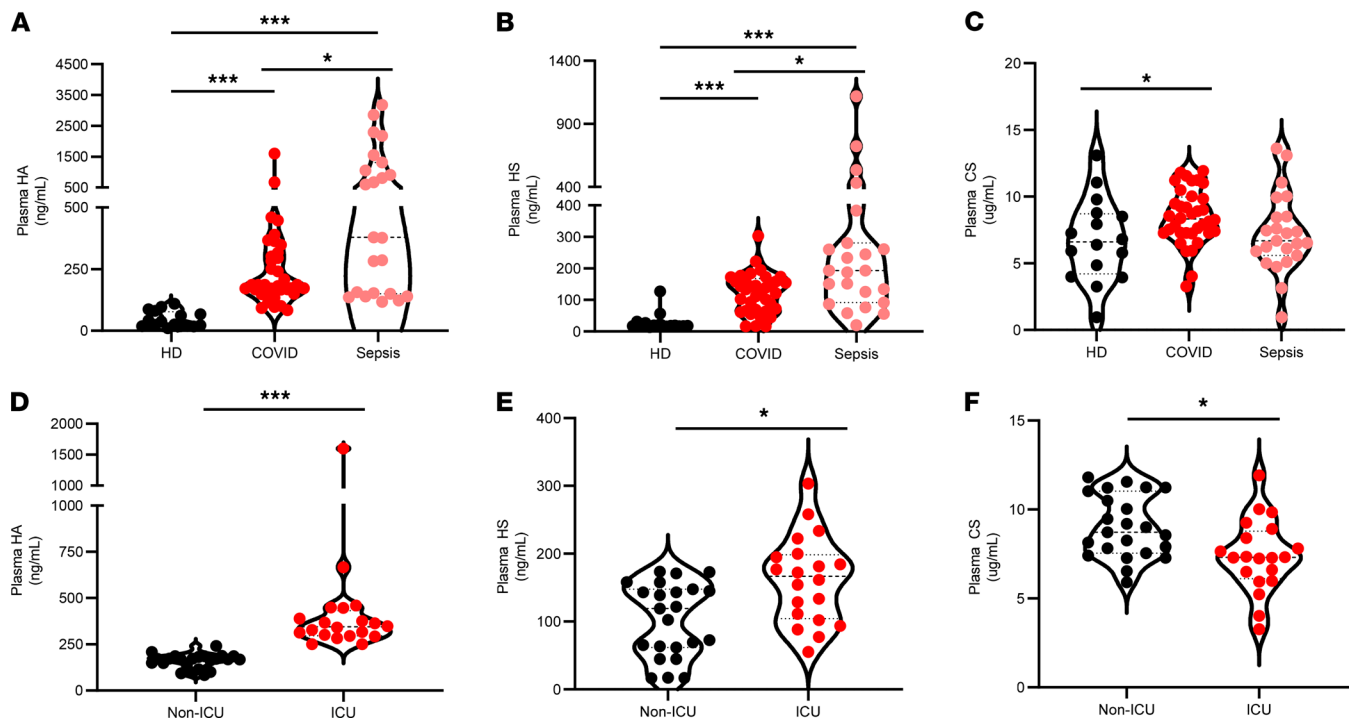 A
***
*
***
4500
3500
2500
1500
500
500
250
0
Plasma HA
(ng/mL)
HD
COVID
Sepsis
B
***
*
***
1400
900
400
400
300
200
100
0
Plasma HS
(ng/mL)
HD
COVID
Sepsis
C
*
20
15
10
5
0
Plasma CS
(ug/mL)
HD
COVID
Sepsis
D
***
2000
1500
1000
1000
750
500
250
0
Plasma HA
(ng/mL)
Non-ICU
ICU
E
*
400
300
200
100
0
Plasma HS
(ng/mL)
Non-ICU
ICU
F
*
15
10
5
0
Plasma CS
(ug/mL)
Non-ICU
ICU